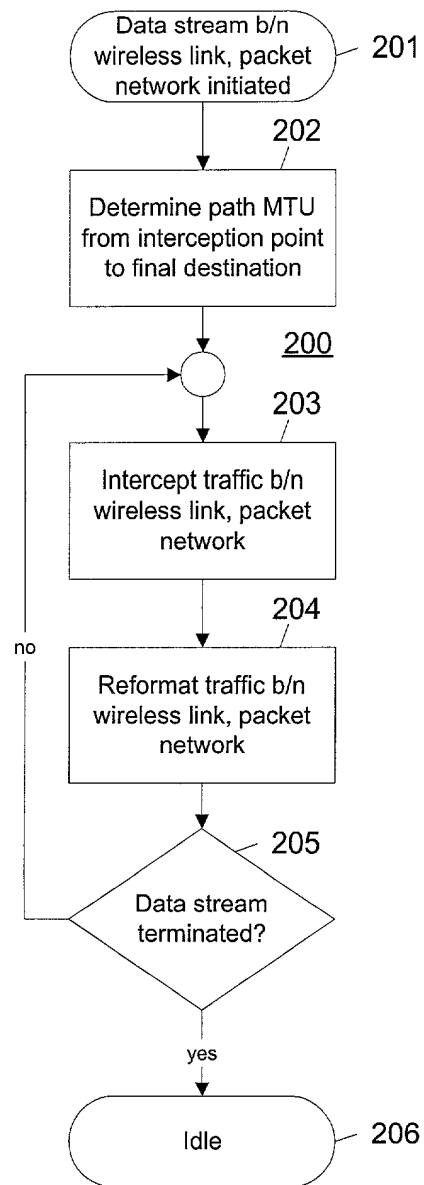 Data stream b/n
wireless link, packet
network initiated
201
202
Determine path MTU
from interception point
to final destination
200
203
Intercept traffic b/n
wireless link, packet
network
204
no
Reformat traffic b/n
wireless link, packet
network
205
Data stream
terminated?
yes
Idle
206